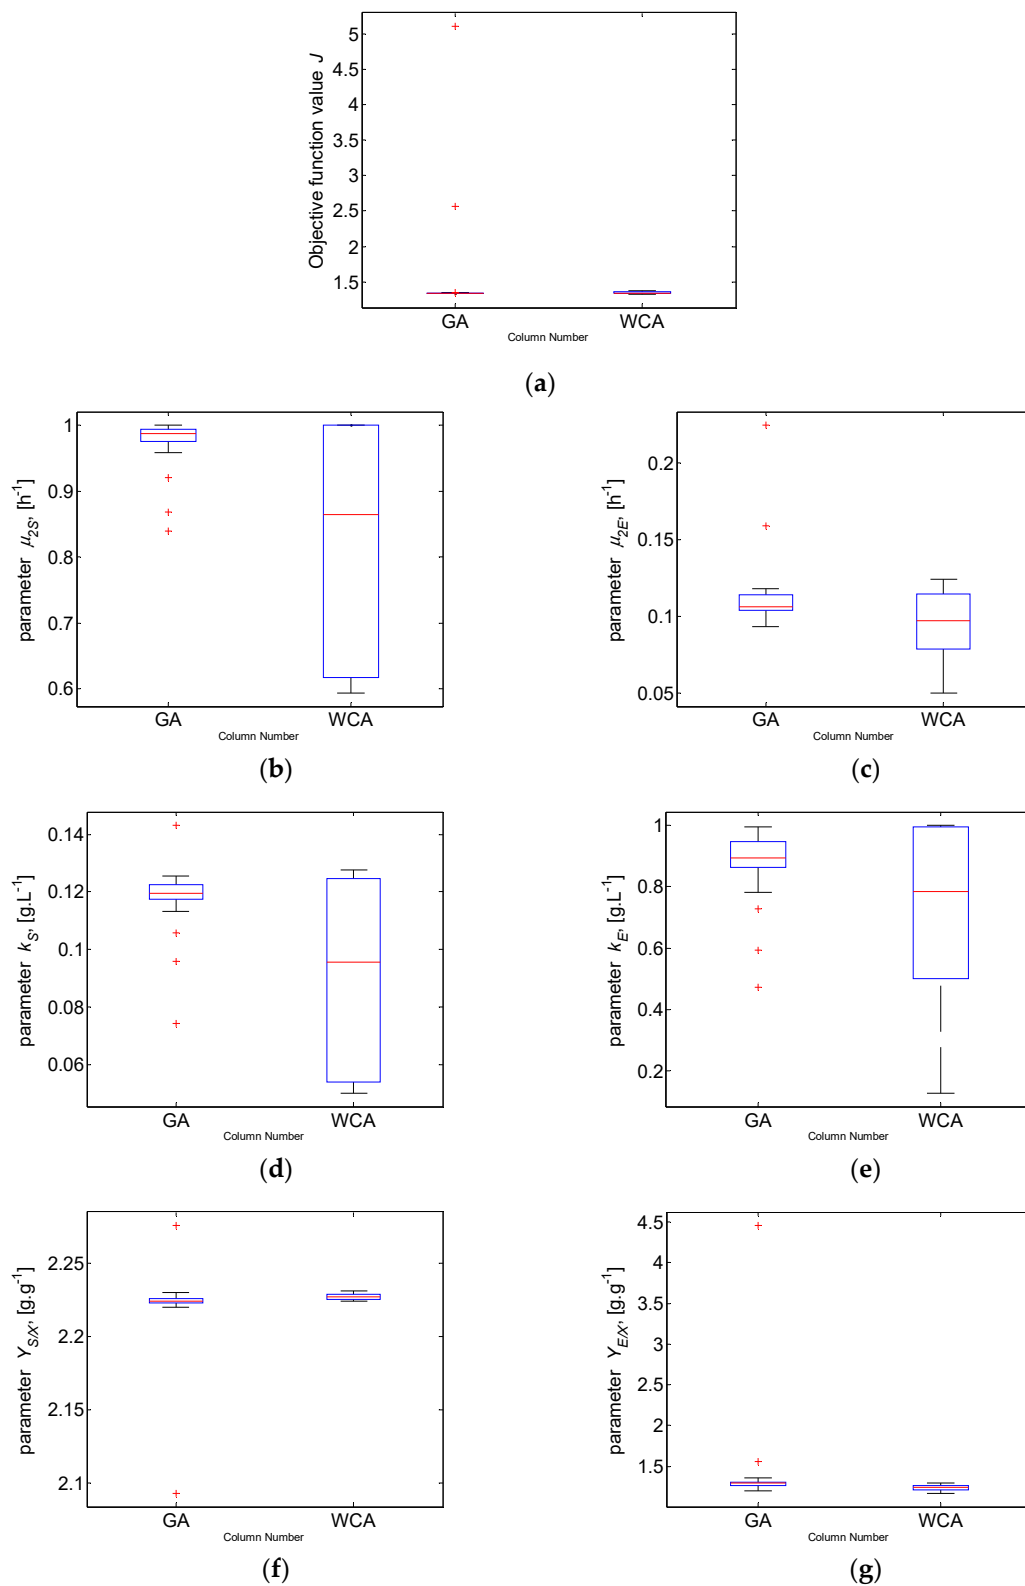 Objective function value J
5
4.5
4
3.5
3
2.5
2
1.5
GA WCA
Column Number
(a)
parameter μ2S, [h-1]
1
0.9
0.8
0.7
0.6
GA WCA
Column Number
(b)
parameter μ2E, [h-1]
0.2
0.15
0.1
0.05
GA WCA
Column Number
(c)
parameter kS, [g.L-1]
0.14
0.12
0.1
0.08
0.06
GA WCA
Column Number
(d)
parameter kE, [g.L-1]
1
0.8
0.6
0.4
0.2
GA WCA
Column Number
(e)
parameter YS/X, [g.g-1]
2.25
2.2
2.15
2.1
GA WCA
Column Number
(f)
parameter YE/X, [g.g-1]
4.5
4
3.5
3
2.5
2
1.5
GA WCA
Column Number
(g)